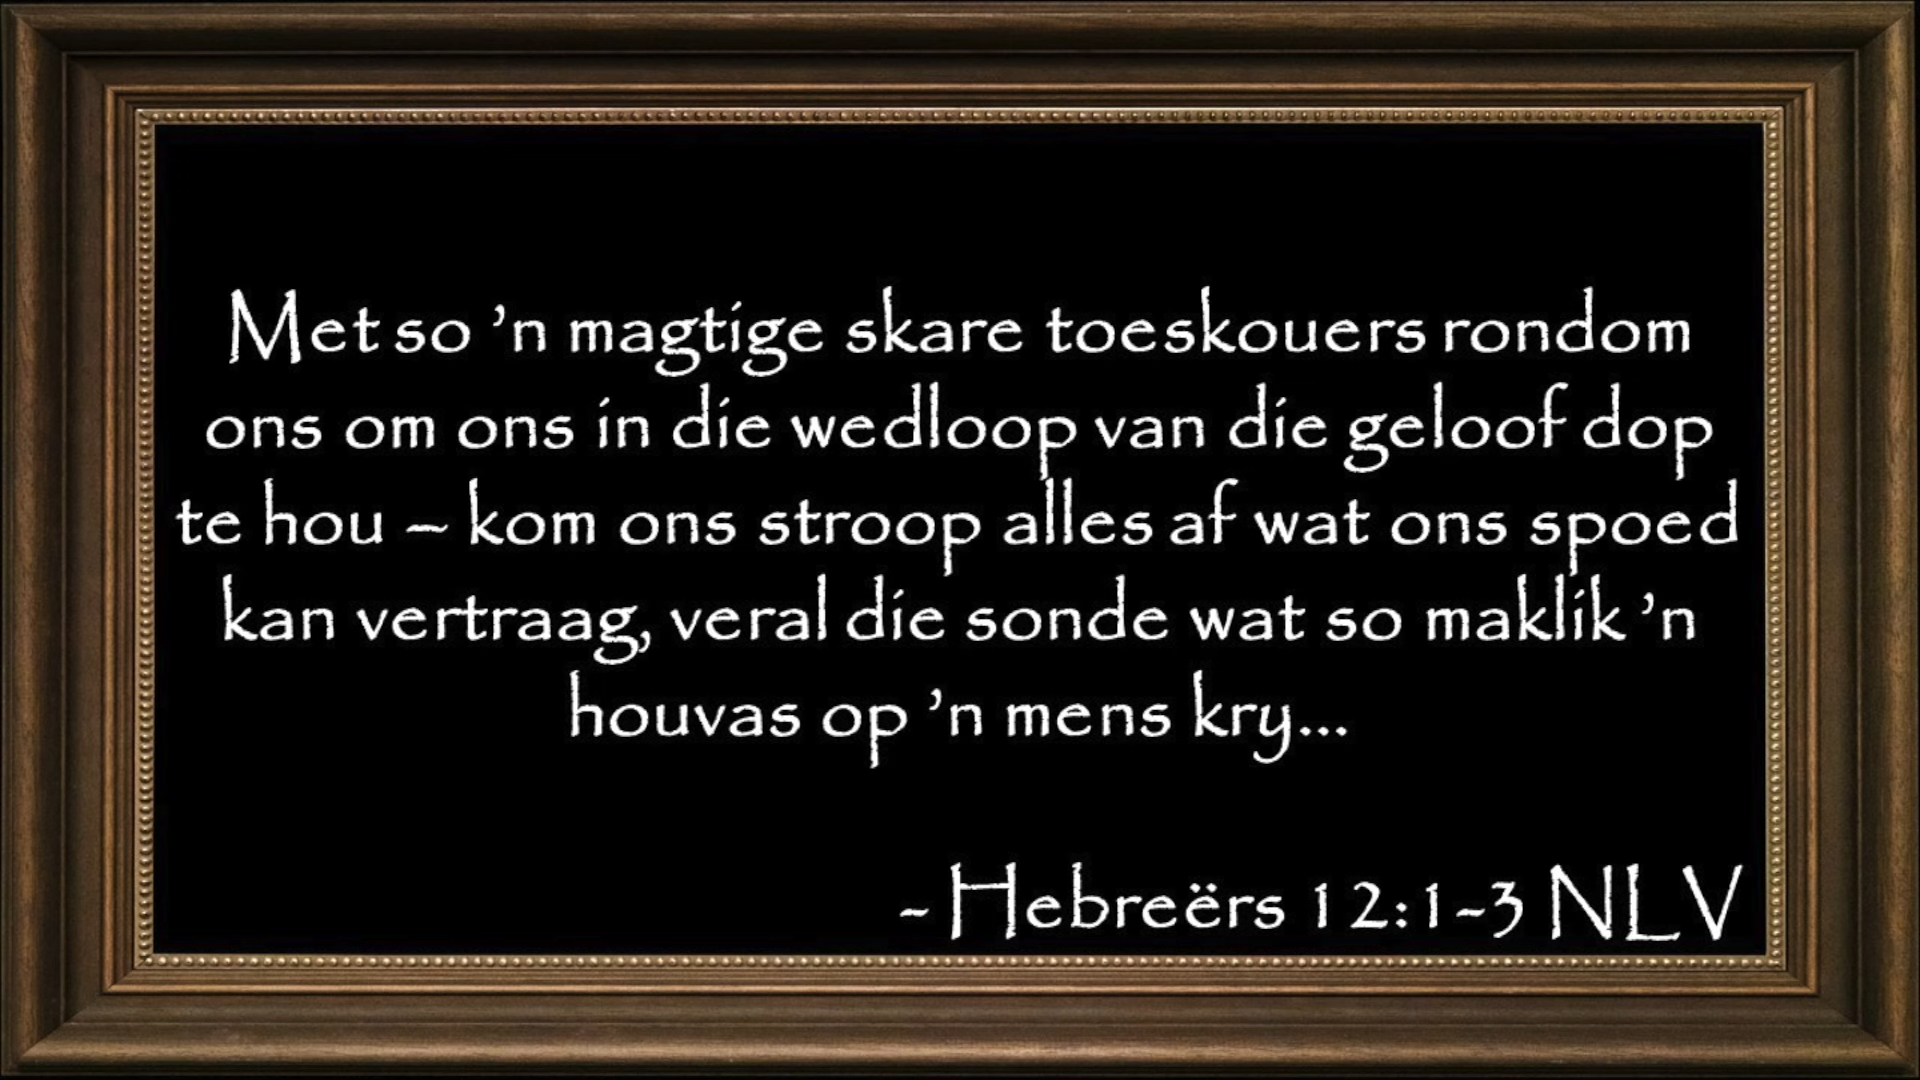 Met so ’n magtige skare toeskouers rondom
ons om ons in die wedloop van die geloof dop
te hou – kom ons stroop alles af wat ons spoed
kan vertraag, veral die sonde wat so maklik ’n
houvas op ’n mens kry...
- Hebreërs 12:1-3 NLV